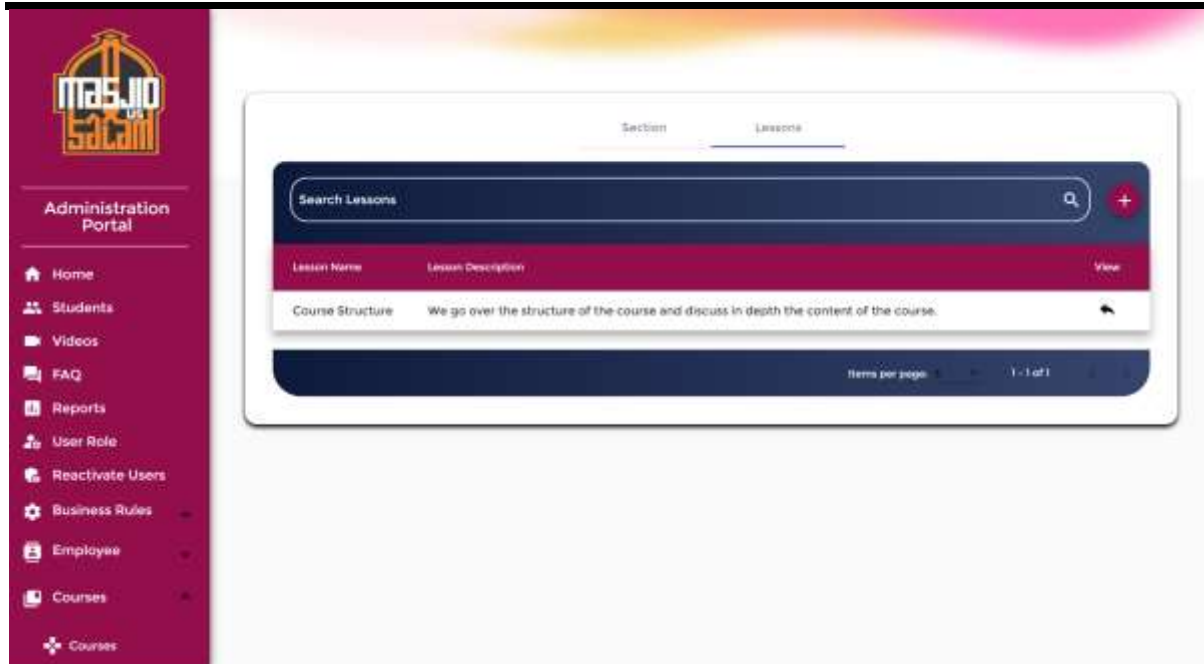 masjid
us
salam
Administration
Portal
Home
Students
Videos
FAQ
Reports
User Role
Reactivate Users
Business Rules
Employee
Courses
Courses
Section
Lessons
Search Lessons
+
Lesson Name
Lesson Description
View
Course Structure
We go over the structure of the course and discuss in depth the content of the course.
Items per page:
1 - 1 of 1